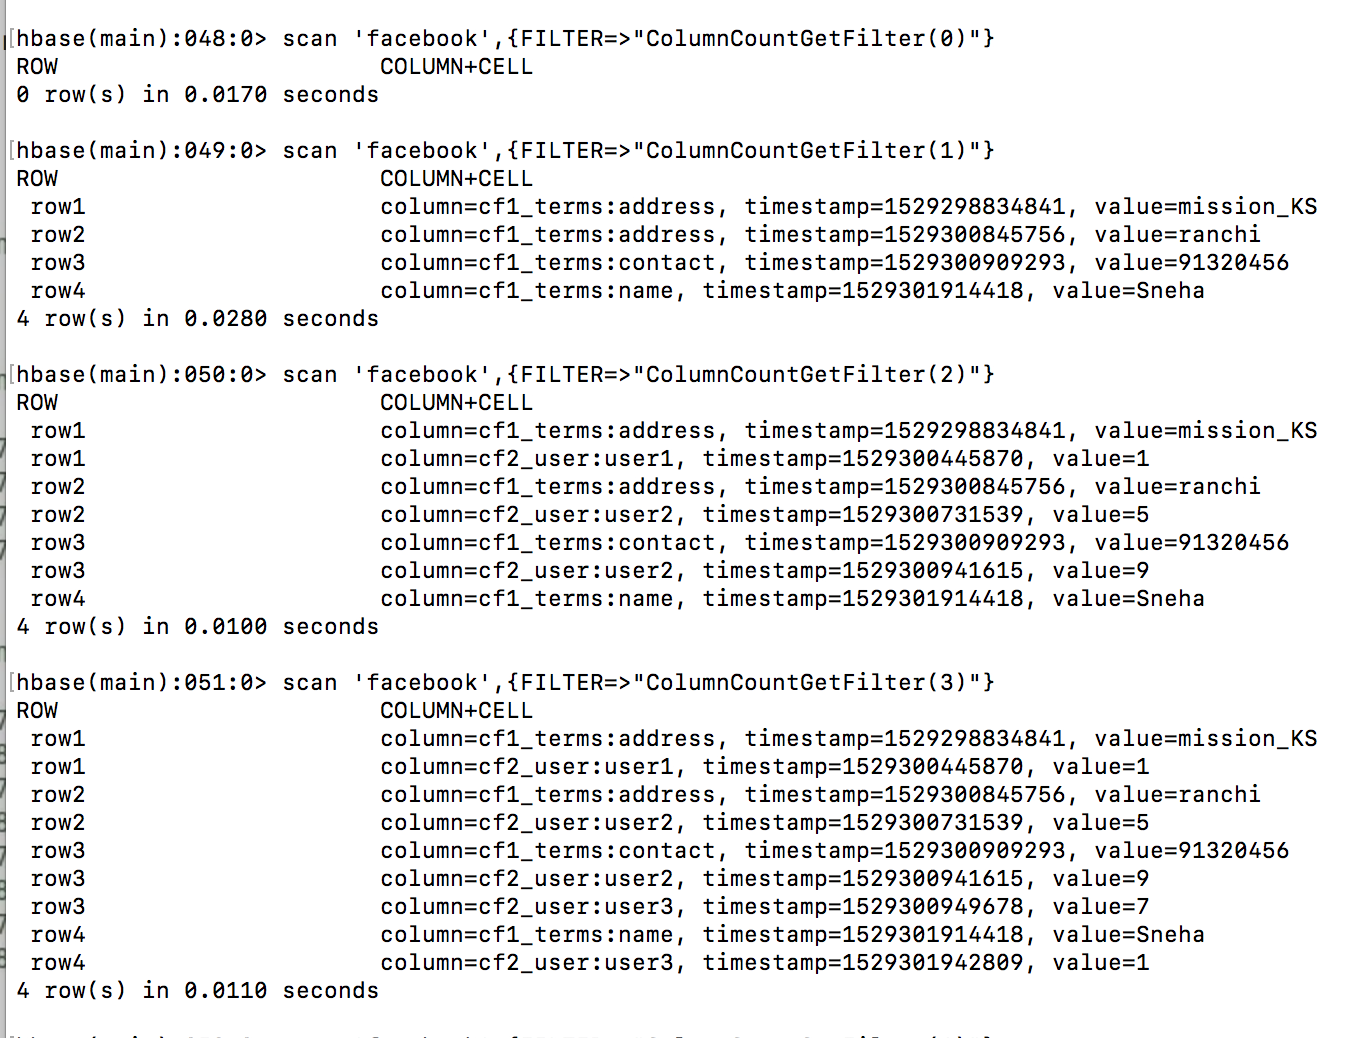 [hbase(main):048:0> scan 'facebook',{FILTER=>"ColumnCountGetFilter(0)"}
ROW                       COLUMN+CELL
0 row(s) in 0.0170 seconds
[hbase(main):049:0> scan 'facebook',{FILTER=>"ColumnCountGetFilter(1)"}
ROW                       COLUMN+CELL
 row1                     column=cf1_terms:address, timestamp=1529298834841, value=mission_KS
 row2                     column=cf1_terms:address, timestamp=1529300845756, value=ranchi
 row3                     column=cf1_terms:contact, timestamp=1529300909293, value=91320456
 row4                     column=cf1_terms:name, timestamp=1529301914418, value=Sneha
4 row(s) in 0.0280 seconds
[hbase(main):050:0> scan 'facebook',{FILTER=>"ColumnCountGetFilter(2)"}
ROW                       COLUMN+CELL
 row1                     column=cf1_terms:address, timestamp=1529298834841, value=mission_KS
 row1                     column=cf2_user:user1, timestamp=1529300445870, value=1
 row2                     column=cf1_terms:address, timestamp=1529300845756, value=ranchi
 row2                     column=cf2_user:user2, timestamp=1529300731539, value=5
 row3                     column=cf1_terms:contact, timestamp=1529300909293, value=91320456
 row3                     column=cf2_user:user2, timestamp=1529300941615, value=9
 row4                     column=cf1_terms:name, timestamp=1529301914418, value=Sneha
4 row(s) in 0.0100 seconds
[hbase(main):051:0> scan 'facebook',{FILTER=>"ColumnCountGetFilter(3)"}
ROW                       COLUMN+CELL
 row1                     column=cf1_terms:address, timestamp=1529298834841, value=mission_KS
 row1                     column=cf2_user:user1, timestamp=1529300445870, value=1
 row2                     column=cf1_terms:address, timestamp=1529300845756, value=ranchi
 row2                     column=cf2_user:user2, timestamp=1529300731539, value=5
 row3                     column=cf1_terms:contact, timestamp=1529300909293, value=91320456
 row3                     column=cf2_user:user2, timestamp=1529300941615, value=9
 row3                     column=cf2_user:user3, timestamp=1529300949678, value=7
 row4                     column=cf1_terms:name, timestamp=1529301914418, value=Sneha
 row4                     column=cf2_user:user3, timestamp=1529301942809, value=1
4 row(s) in 0.0110 seconds